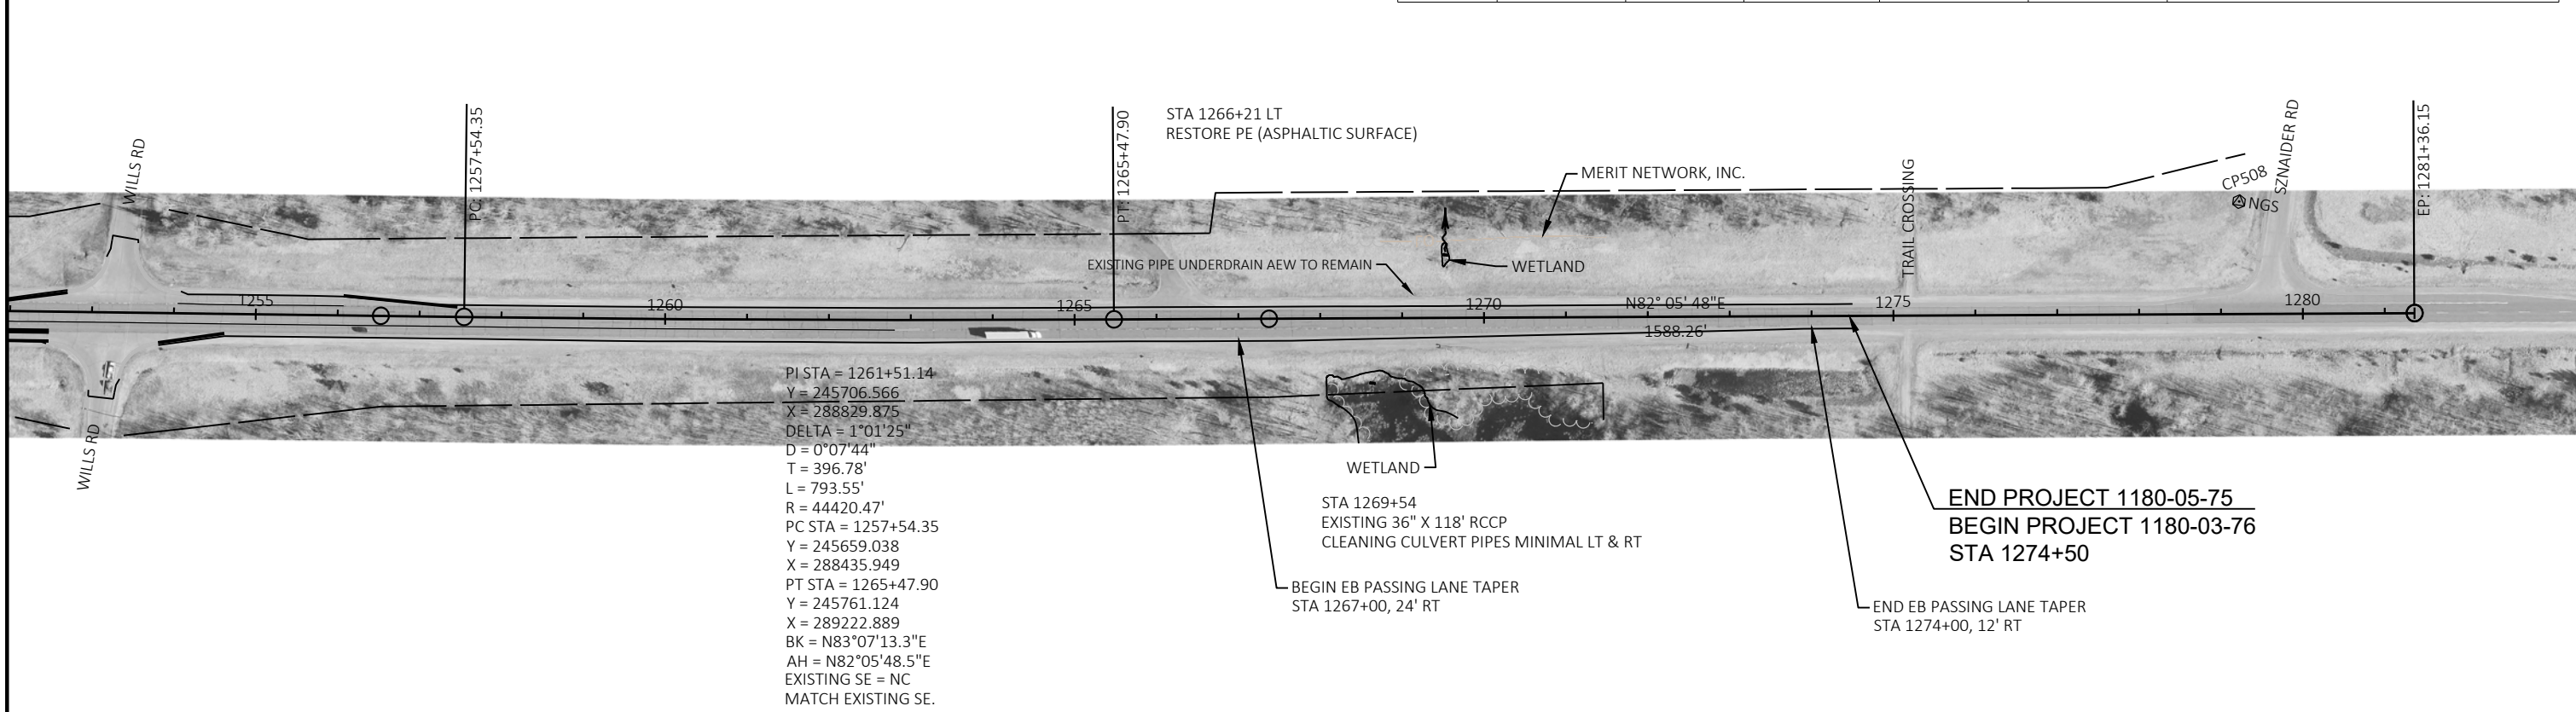 WILLS RD
PC: 1257+54.35
PT: 1265+47.90
STA 1266+21 LT
RESTORE PE (ASPHALTIC SURFACE)
MERIT NETWORK, INC.
TRAIL CROSSING
CP508
NGS
SZNAIDER RD
EP: 1281+36.15
EXISTING PIPE UNDERDRAIN AEW TO REMAIN
WETLAND
1255
1260
1265
1270
N82° 05' 48"E
1275
1280
1588.26'
WILLS RD
PI STA = 1261+51.14
Y = 245706.566
X = 288829.875
DELTA = 1°01'25"
D = 0°07'44"
T = 396.78'
L = 793.55'
R = 44420.47'
PC STA = 1257+54.35
Y = 245659.038
X = 288435.949
PT STA = 1265+47.90
Y = 245761.124
X = 289222.889
BK = N83°07'13.3"E
AH = N82°05'48.5"E
EXISTING SE = NC
MATCH EXISTING SE.
WETLAND
STA 1269+54
EXISTING 36" X 118' RCCP
CLEANING CULVERT PIPES MINIMAL LT & RT
BEGIN EB PASSING LANE TAPER
STA 1267+00, 24' RT
END PROJECT 1180-05-75
BEGIN PROJECT 1180-03-76
STA 1274+50
END EB PASSING LANE TAPER
STA 1274+00, 12' RT